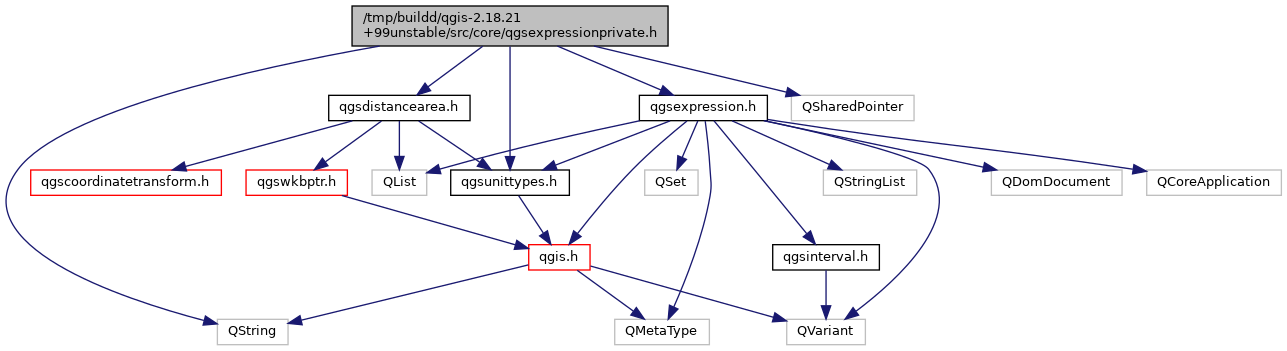 /tmp/buildd/qgis-2.18.21
+99unstable/src/core/qgsexpressionprivate.h
qgsdistancearea.h
qgsexpression.h
QSharedPointer
qgscoordinatetransform.h
qgswkbptr.h
QList
qgsunittypes.h
QSet
QStringList
QDomDocument
QCoreApplication
qgis.h
qgsinterval.h
QString
QMetaType
QVariant